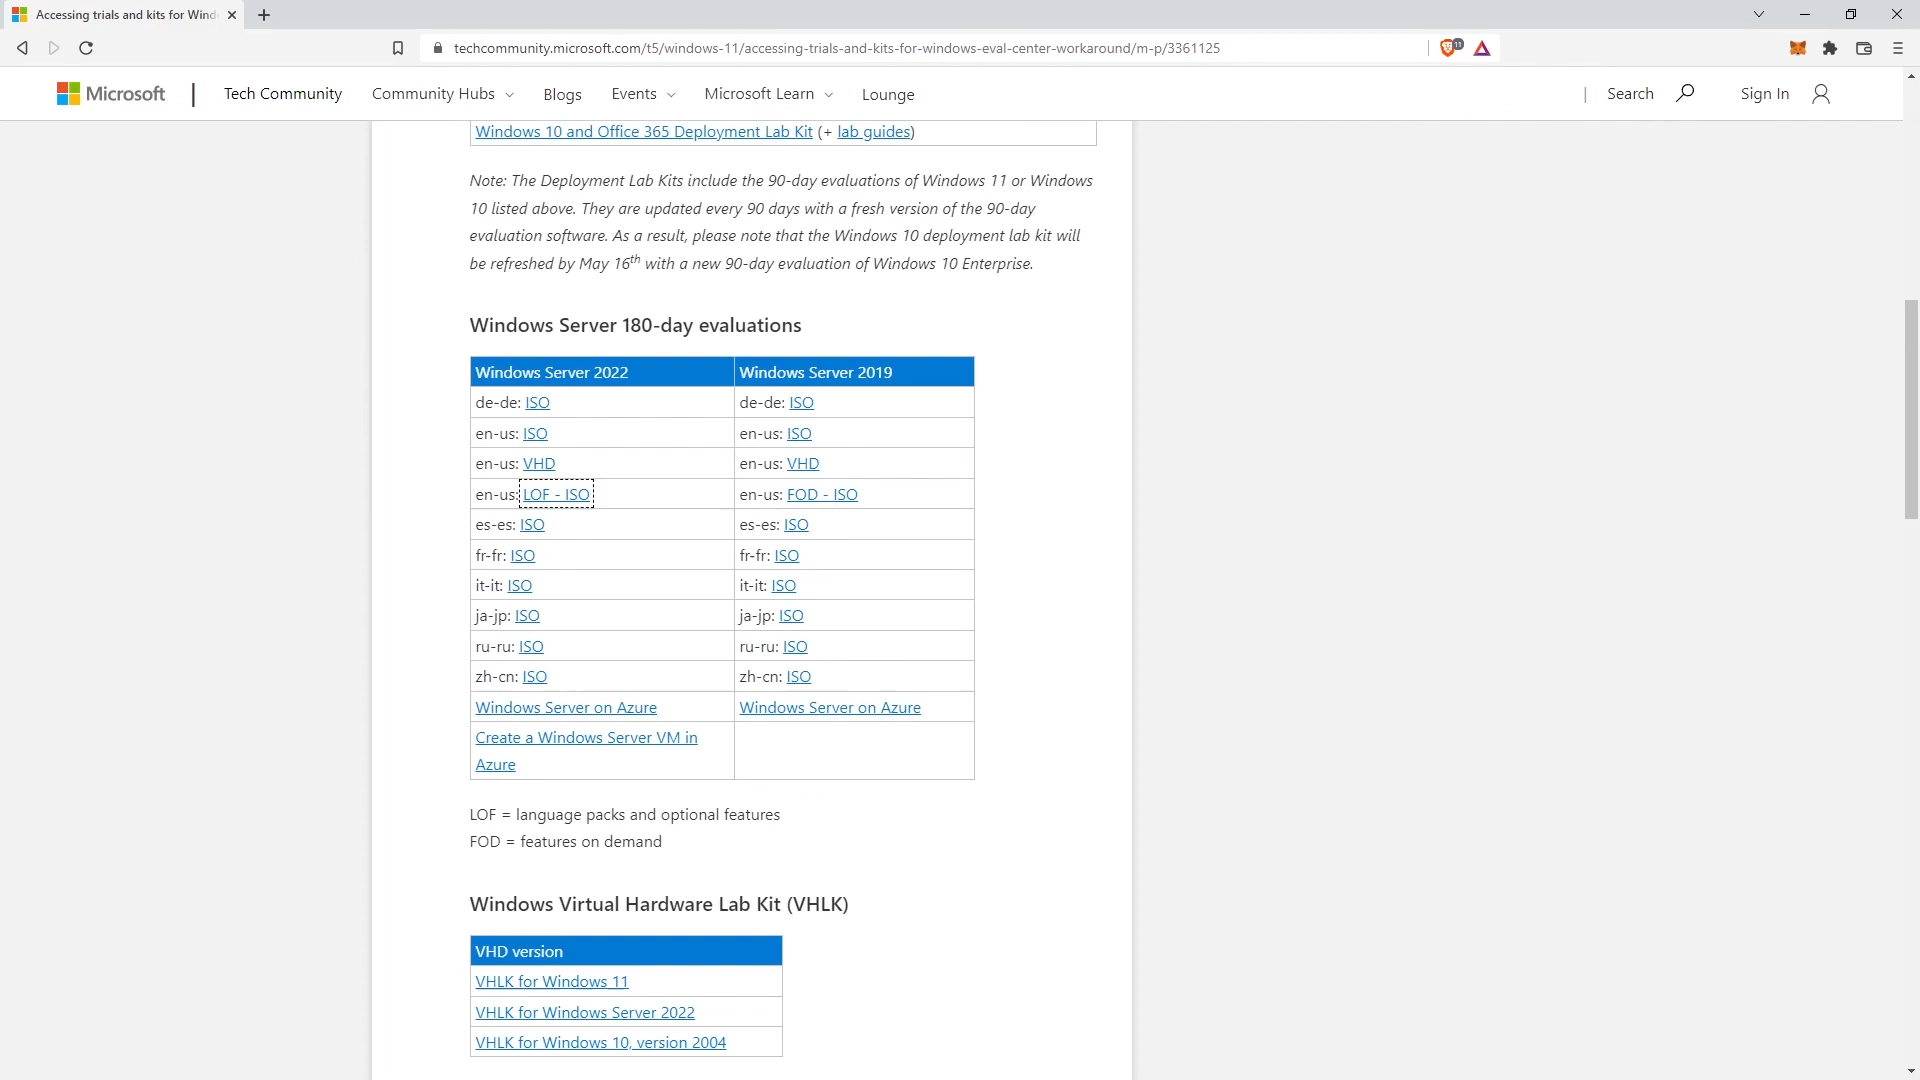 Accessing trials and kits for Wind
techcommunity.microsoft.com/t5/windows-11/accessing-trials-and-kits-for-windows-eval-center-workaround/m-p/3361125
11
Microsoft | Tech Community Community Hubs Blogs Events Microsoft Learn Lounge | Search Sign In
Windows 10 and Office 365 Deployment Lab Kit (+ lab guides)
Note: The Deployment Lab Kits include the 90-day evaluations of Windows 11 or Windows
10 listed above. They are updated every 90 days with a fresh version of the 90-day
evaluation software. As a result, please note that the Windows 10 deployment lab kit will
be refreshed by May 16th with a new 90-day evaluation of Windows 10 Enterprise.
Windows Server 180-day evaluations
Windows Server 2022 Windows Server 2019
de-de: ISO de-de: ISO
en-us: ISO en-us: ISO
en-us: VHD en-us: VHD
en-us: LOF - ISO en-us: FOD - ISO
es-es: ISO es-es: ISO
fr-fr: ISO fr-fr: ISO
it-it: ISO it-it: ISO
ja-jp: ISO ja-jp: ISO
ru-ru: ISO ru-ru: ISO
zh-cn: ISO zh-cn: ISO
Windows Server on Azure Windows Server on Azure
Create a Windows Server VM in
Azure
LOF = language packs and optional features
FOD = features on demand
Windows Virtual Hardware Lab Kit (VHLK)
VHD version
VHLK for Windows 11
VHLK for Windows Server 2022
VHLK for Windows 10, version 2004